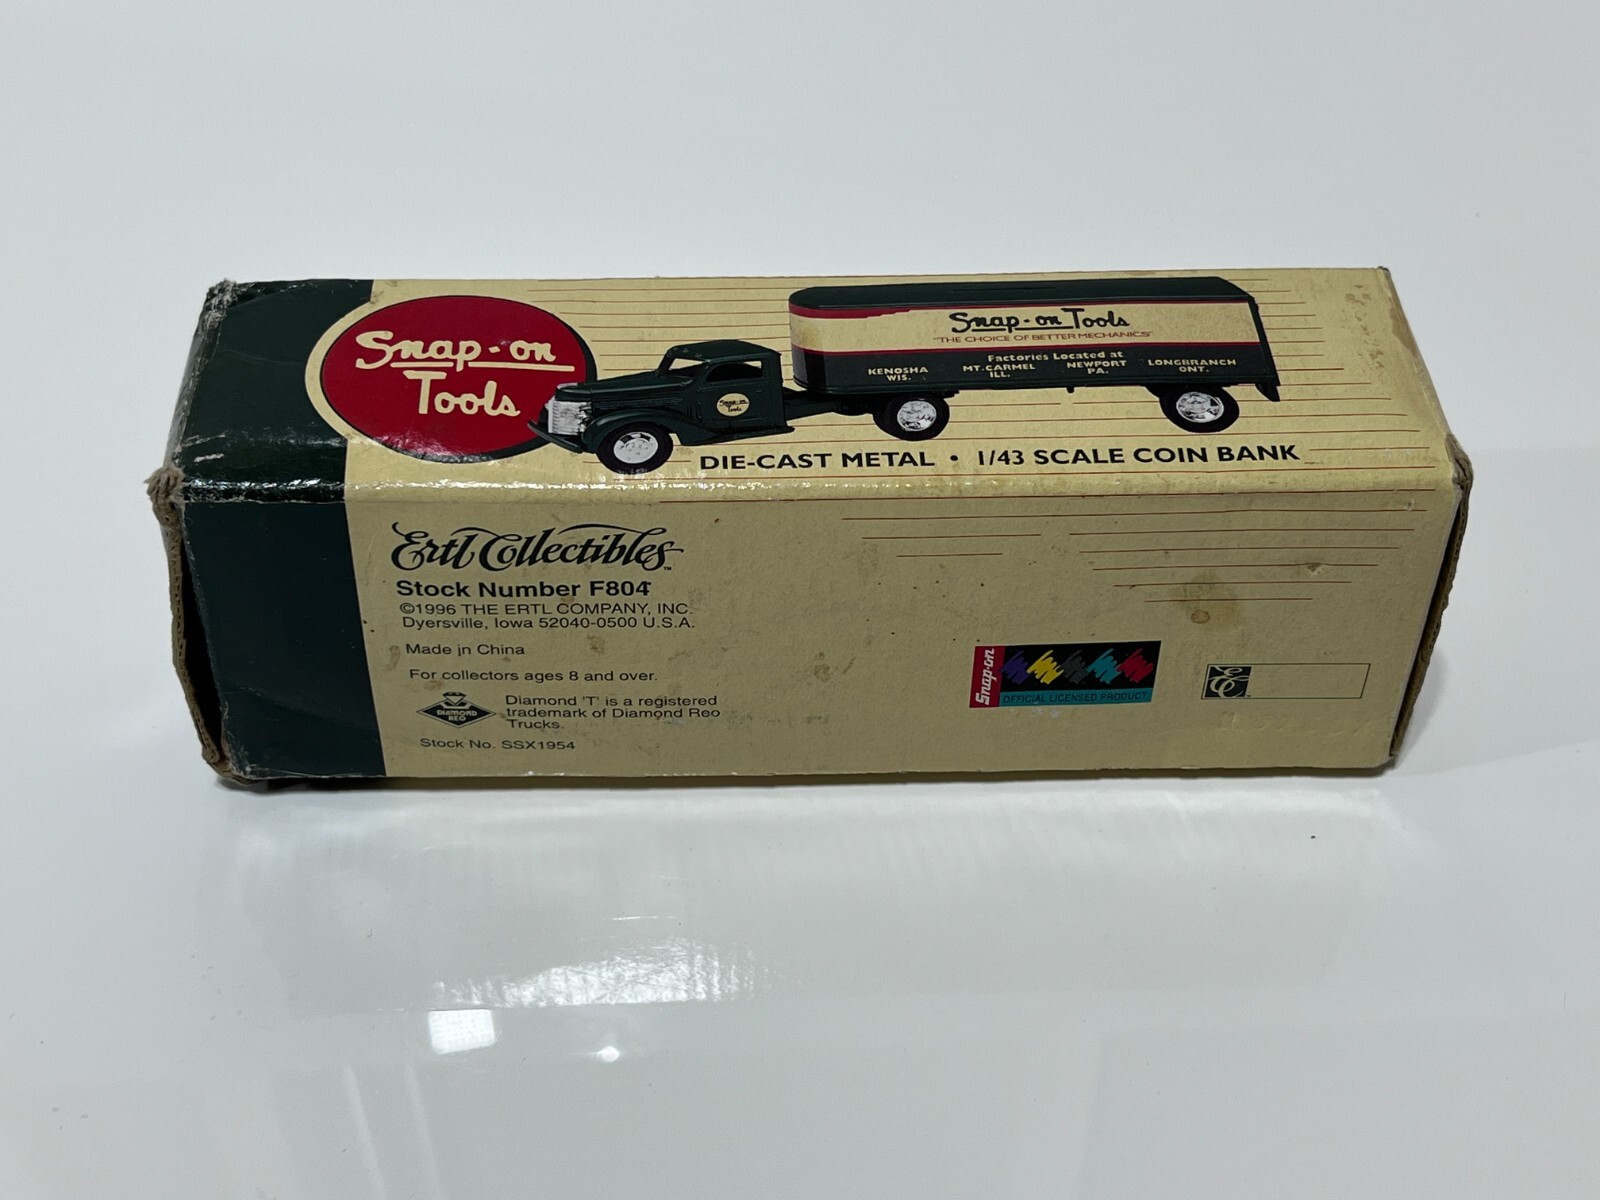 Snap-on
Tools
Snap-on
Tools
Snap-on Tools
"THE CHOICE OF BETTER MECHANICS"
Factories Located at
KENOSHA WIS. MT. CARMEL ILL. NEWPORT PA. LONGBRANCH ONT.
DIE-CAST METAL • 1/43 SCALE COIN BANK
Ertl Collectibles™
Stock Number F804
©1996 THE ERTL COMPANY, INC.
Dyersville, Iowa 52040-0500 U.S.A.
Made in China
For collectors ages 8 and over.
DIAMOND
REO
Diamond 'T' is a registered
trademark of Diamond Reo
Trucks.
Stock No. SSX1954
Snap-on
OFFICIAL LICENSED PRODUCT
EC